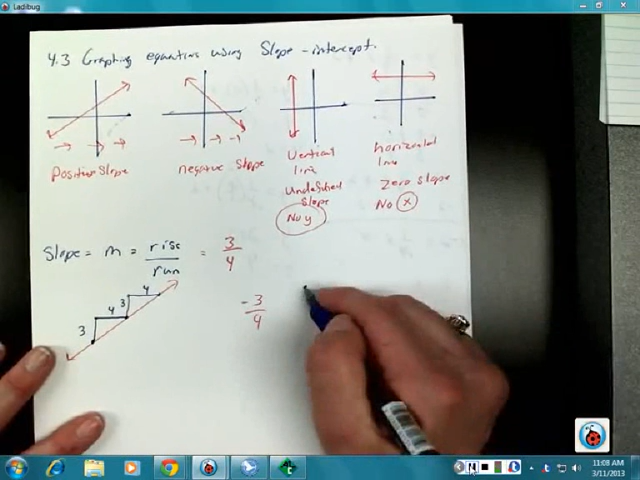 Ladibug
4.3 Graphing equations using Slope-intercept.
Positive Slope
negative Slope
Vertical line
Undefined Slope
No y
horizontal line
Zero slope
No x
Slope = m = rise/run = 3/4
3 4 3 4
-3/4
11:08 AM
3/11/2013